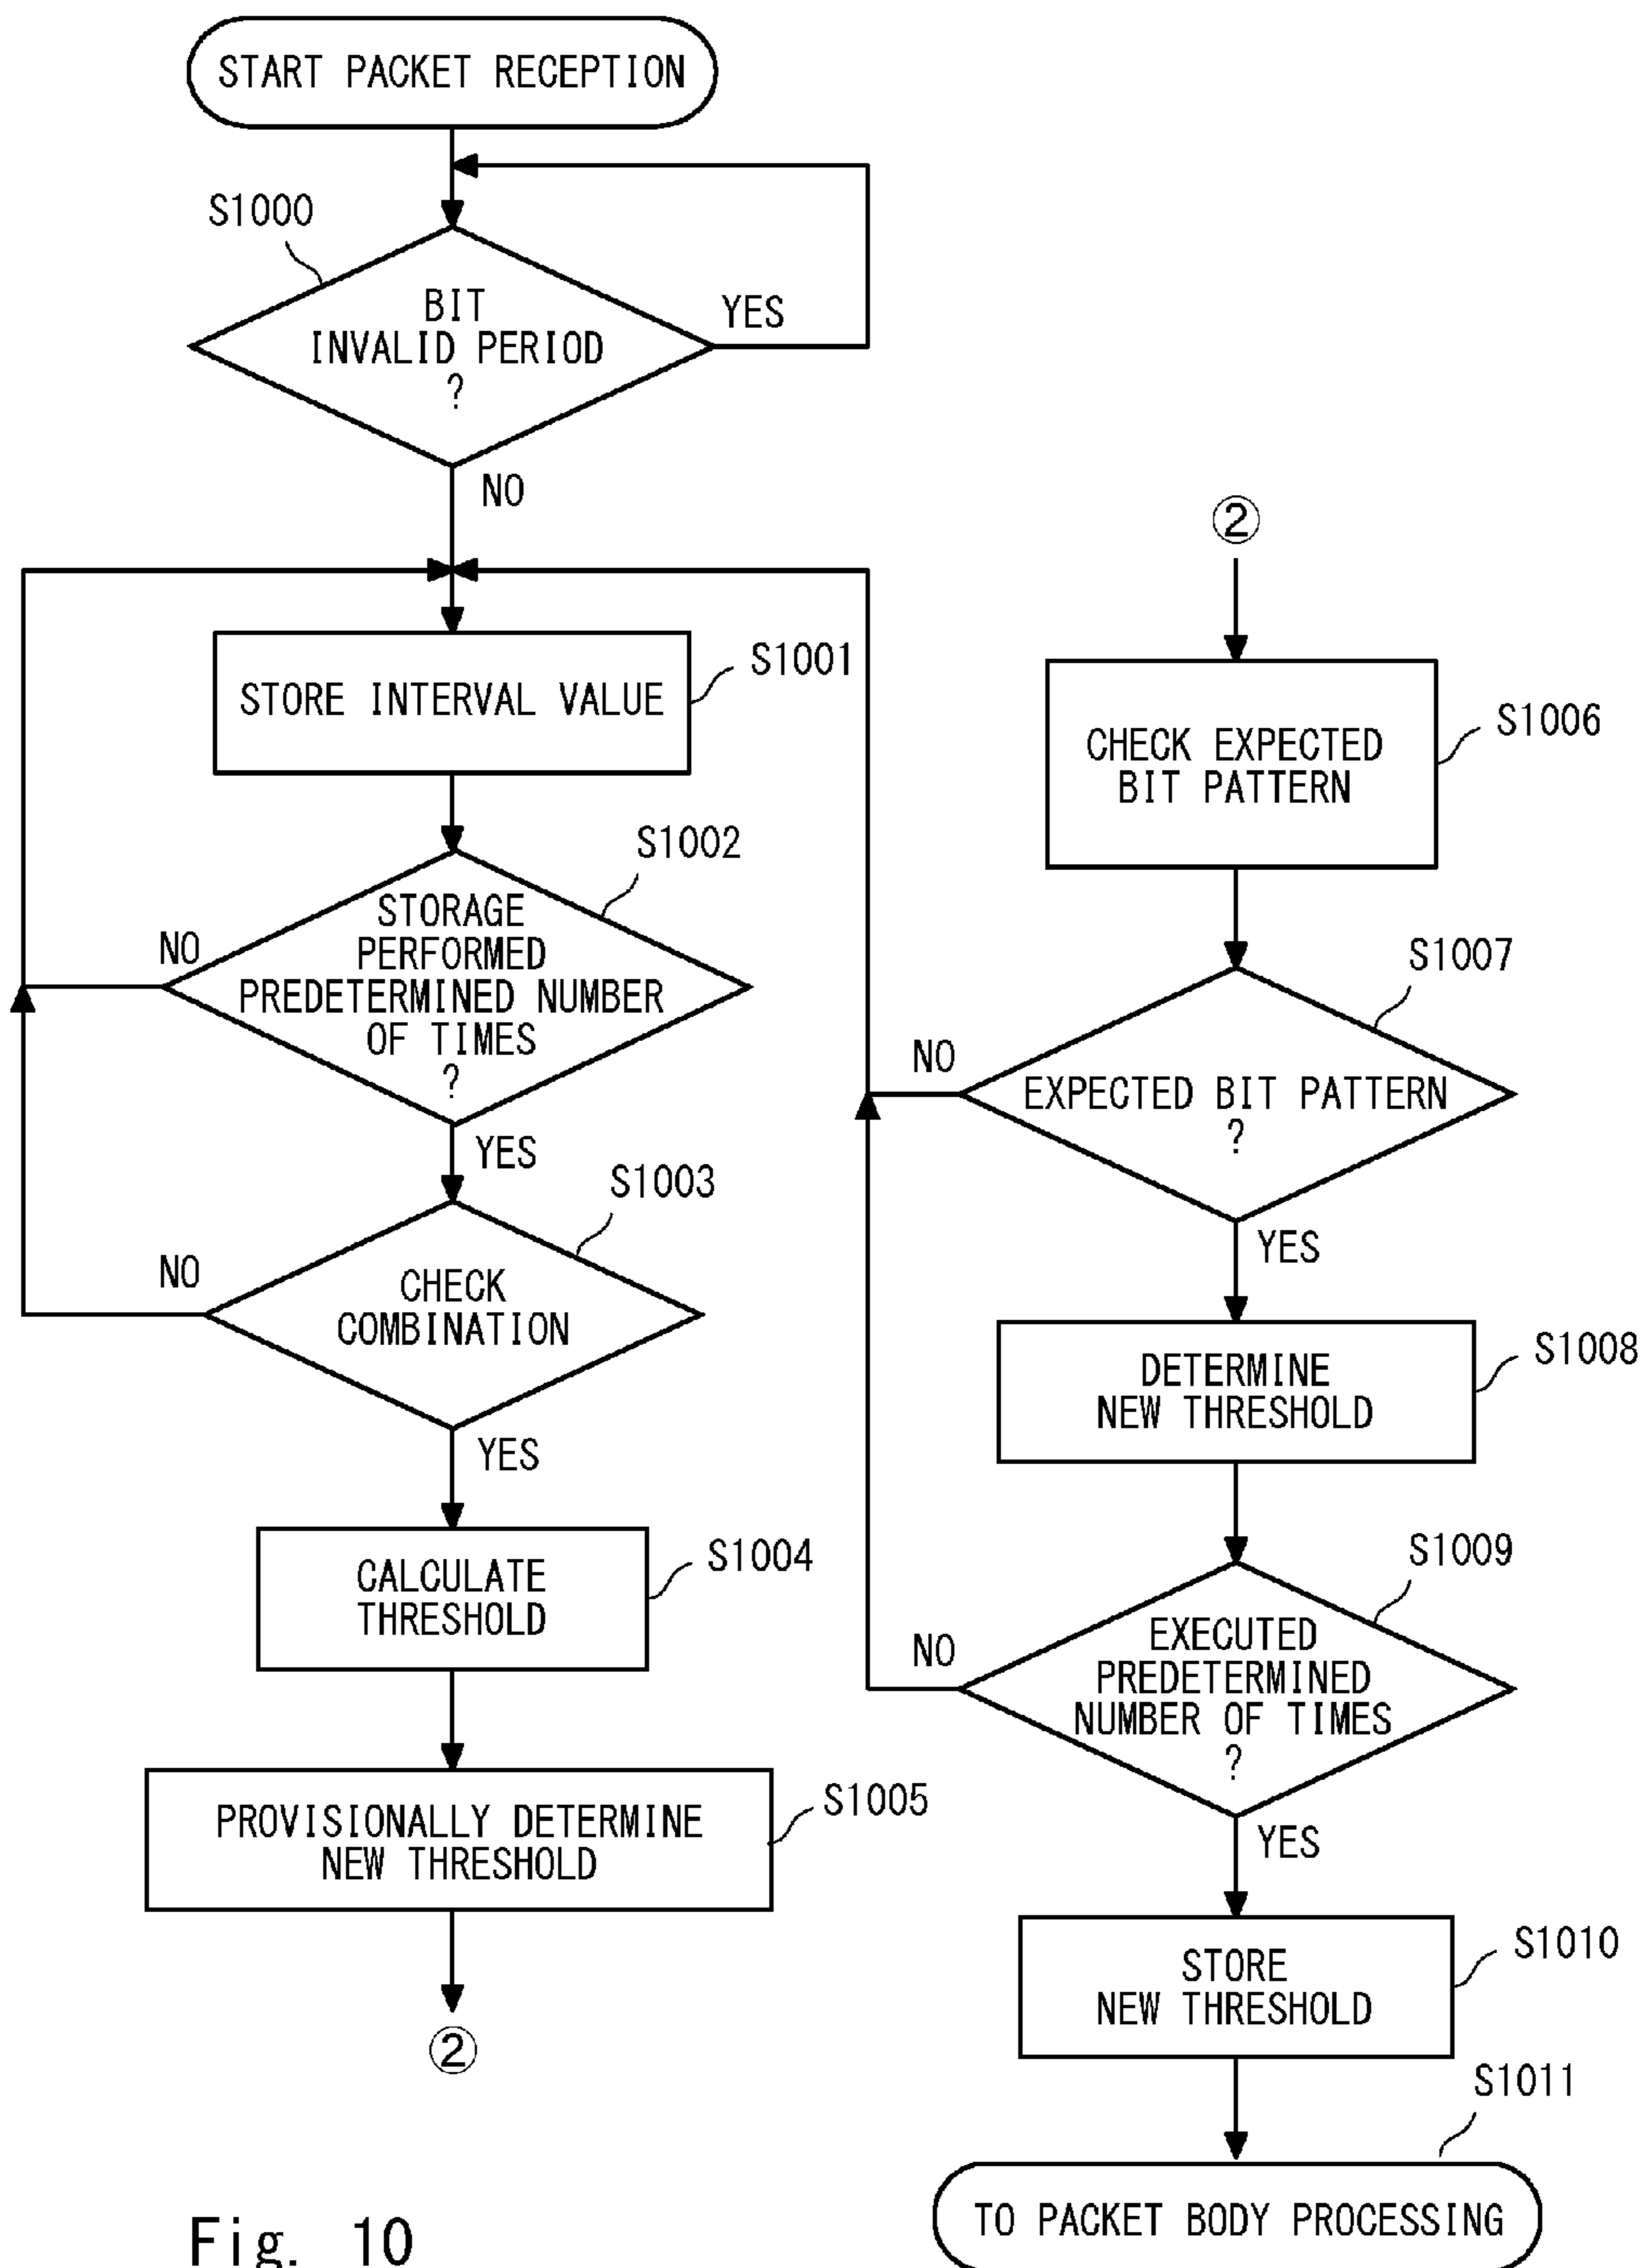 START PACKET RECEPTION
S1000
BIT
INVALID PERIOD
?
YES
NO
STORE INTERVAL VALUE
S1001
S1002
STORAGE
PERFORMED
PREDETERMINED NUMBER
OF TIMES
?
NO
YES
S1003
CHECK
COMBINATION
NO
YES
CALCULATE
THRESHOLD
S1004
PROVISIONALLY DETERMINE
NEW THRESHOLD
S1005
②
②
CHECK EXPECTED
BIT PATTERN
S1006
S1007
EXPECTED BIT PATTERN
?
NO
YES
DETERMINE
NEW THRESHOLD
S1008
S1009
EXECUTED
PREDETERMINED
NUMBER OF TIMES
?
NO
YES
STORE
NEW THRESHOLD
S1010
S1011
TO PACKET BODY PROCESSING
Fig. 10